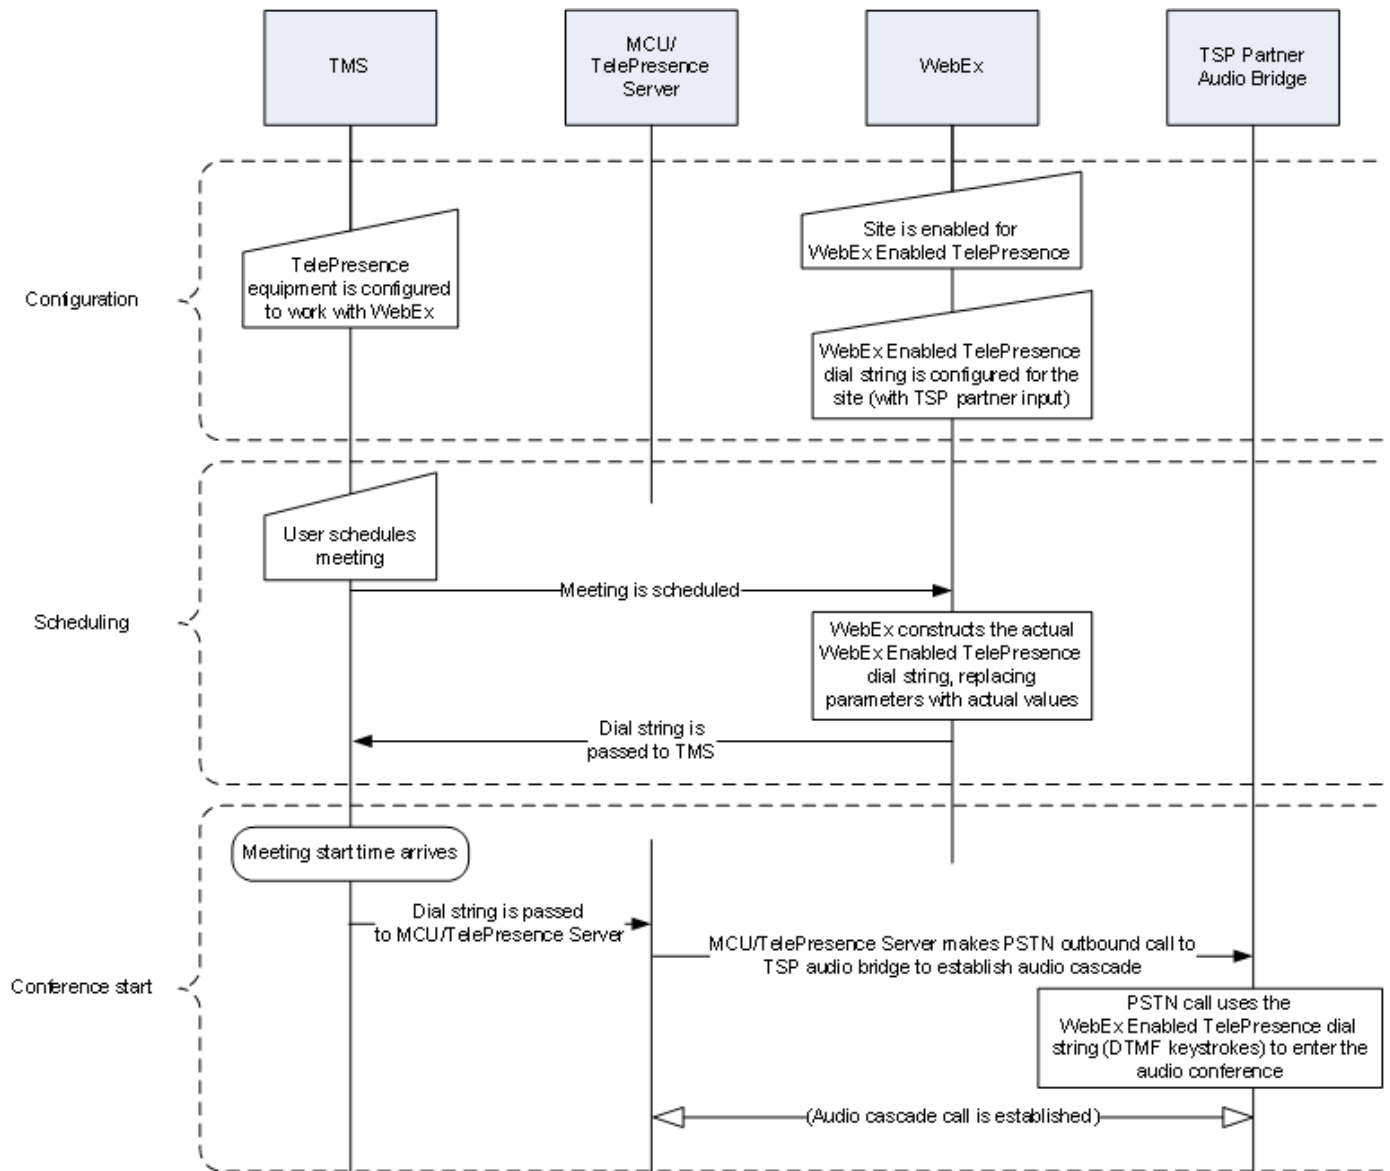 TMS
MCU/
TelePresence
Server
WebEx
TSP Partner
Audio Bridge
Configuration
TelePresence
equipment is configured
to work with WebEx
Site is enabled for
WebEx Enabled TelePresence
WebEx Enabled TelePresence
dial string is configured for the
site (with TSP partner input)
Scheduling
User schedules
meeting
Meeting is scheduled
WebEx constructs the actual
WebEx Enabled TelePresence
dial string, replacing
parameters with actual values
Dial string is
passed to TMS
Conference start
Meeting start time arrives
Dial string is passed
to MCU/TelePresence Server
MCU/TelePresence Server makes PSTN outbound call to
TSP audio bridge to establish audio cascade
PSTN call uses the
WebEx Enabled TelePresence dial
string (DTMF keystrokes) to enter the
audio conference
(Audio cascade call is established)